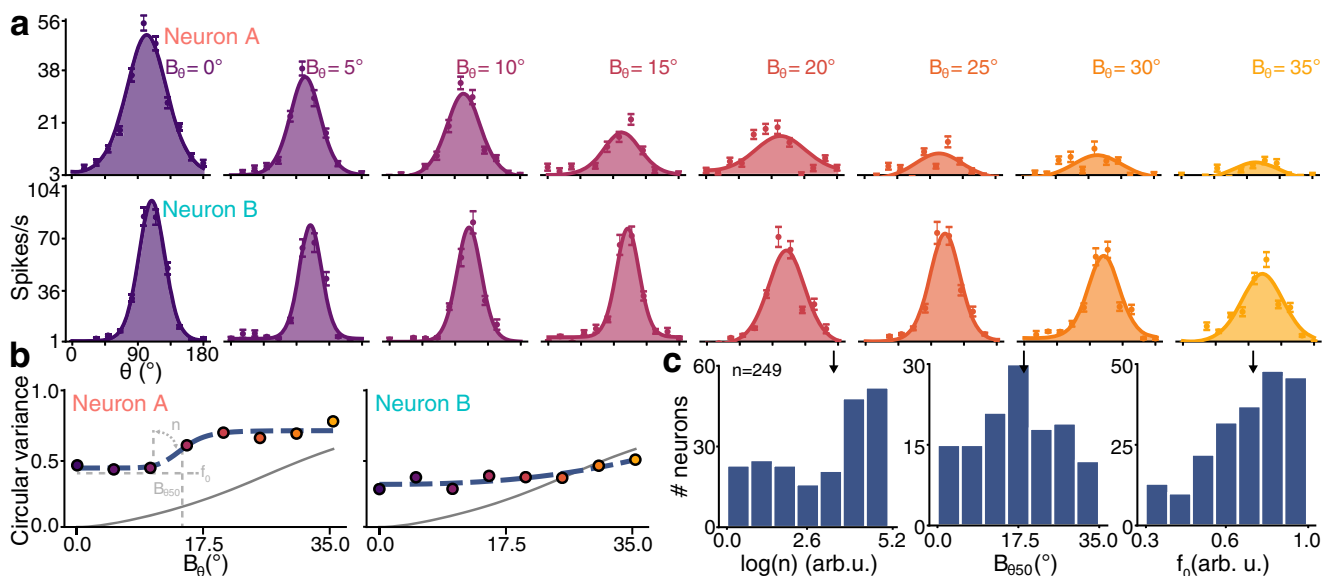 a
56
38
21
3
Neuron A
Bθ = 0°
Bθ = 5°
Bθ = 10°
Bθ = 15°
Bθ = 20°
Bθ = 25°
Bθ = 30°
Bθ = 35°
Spikes/s
104
70
36
1
Neuron B
0 90 180
θ (°)
b
Circular variance
1.0
0.5
0.0
Neuron A
n
f0
Bθ50
0.0 17.5 35.0
Bθ(°)
Neuron B
0.0 17.5 35.0
c
# neurons
60
30
0
n=249
2.6 5.2
log(n) (arb.u.)
30
15
0
0.0 17.5 35.0
Bθ50(°)
50
25
0
0.3 0.6 1.0
f0(arb. u.)